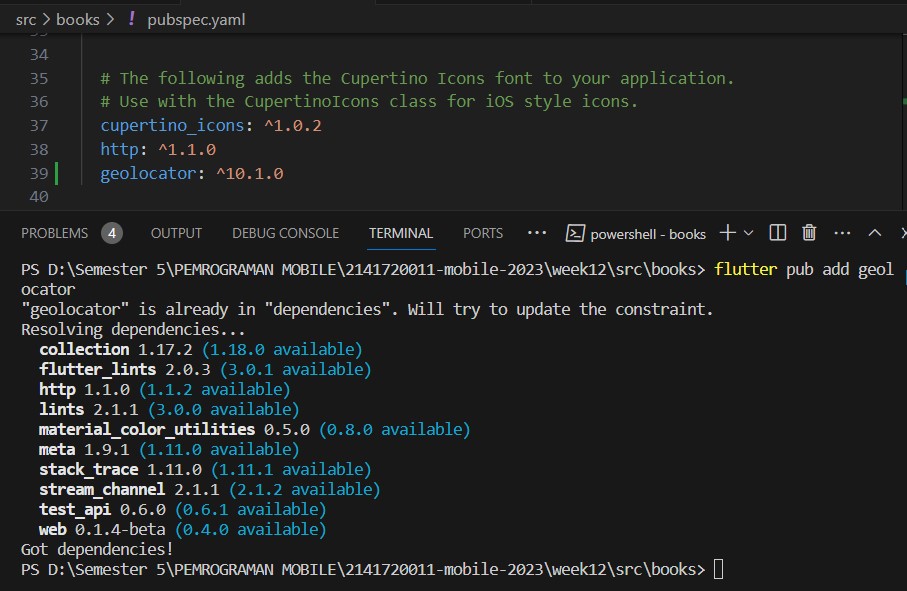 src > books > ! pubspec.yaml
33
34
35 # The following adds the Cupertino Icons font to your application.
36 # Use with the CupertinoIcons class for iOS style icons.
37 cupertino_icons: ^1.0.2
38 http: ^1.1.0
39 geolocator: ^10.1.0
40
PROBLEMS 4 OUTPUT DEBUG CONSOLE TERMINAL PORTS ··· powershell - books
PS D:\Semester 5\PEMROGRAMAN MOBILE\2141720011-mobile-2023\week12\src\books> flutter pub add geol
ocator
"geolocator" is already in "dependencies". Will try to update the constraint.
Resolving dependencies...
collection 1.17.2 (1.18.0 available)
flutter_lints 2.0.3 (3.0.1 available)
http 1.1.0 (1.1.2 available)
lints 2.1.1 (3.0.0 available)
material_color_utilities 0.5.0 (0.8.0 available)
meta 1.9.1 (1.11.0 available)
stack_trace 1.11.0 (1.11.1 available)
stream_channel 2.1.1 (2.1.2 available)
test_api 0.6.0 (0.6.1 available)
web 0.1.4-beta (0.4.0 available)
Got dependencies!
PS D:\Semester 5\PEMROGRAMAN MOBILE\2141720011-mobile-2023\week12\src\books>